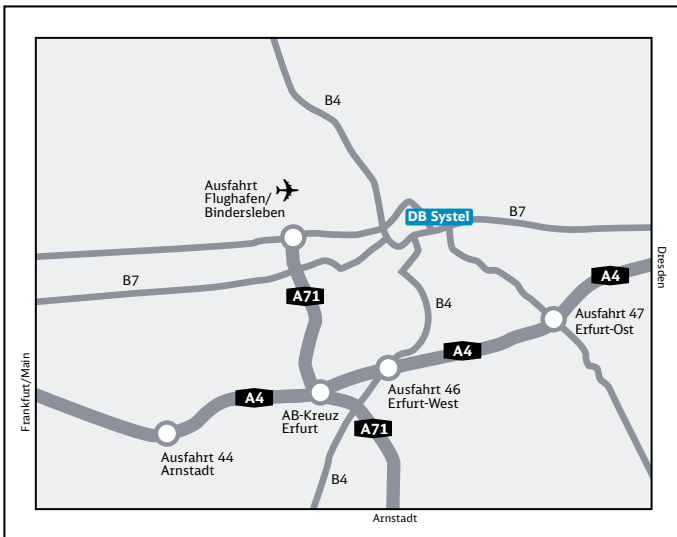 B4
Ausfahrt
Flughafen/
Bindersleben
DB Systel
B7
Dresden
A4
B7
A71
B4
Ausfahrt 47
Erfurt-Ost
A4
Frankfurt/Main
A4
AB-Kreuz
Erfurt
Ausfahrt 46
Erfurt-West
A71
Ausfahrt 44
Arnstadt
B4
Arnstadt